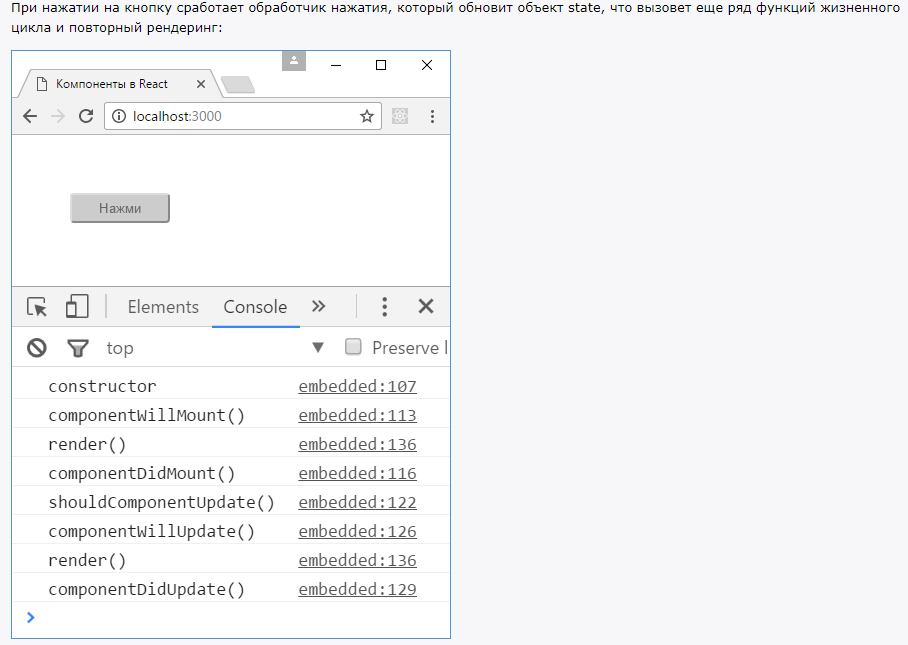 При нажатии на кнопку сработает обработчик нажатия, который обновит объект state, что вызовет еще ряд функций жизненного
цикла и повторный рендеринг:
Компоненты в React
localhost:3000
Нажми
Elements Console
top Preserve l
constructor embedded:107
componentWillMount() embedded:113
render() embedded:136
componentDidMount() embedded:116
shouldComponentUpdate() embedded:122
componentWillUpdate() embedded:126
render() embedded:136
componentDidUpdate() embedded:129